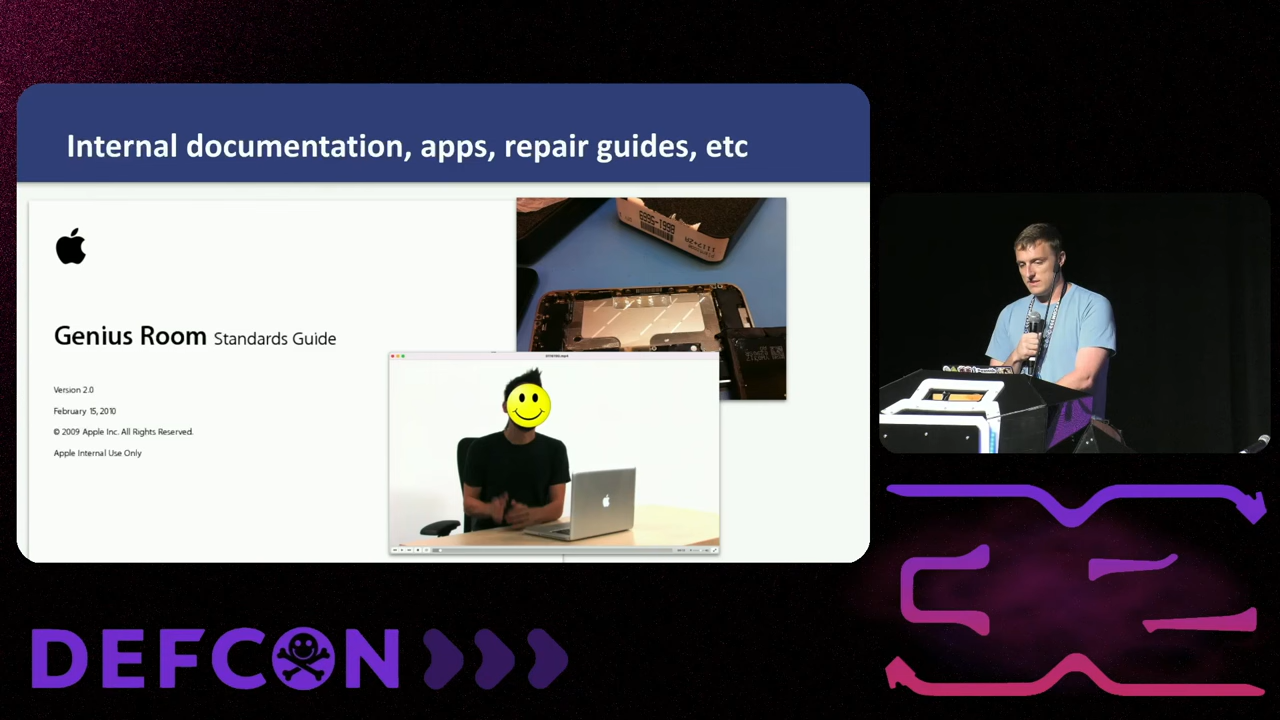 Internal documentation, apps, repair guides, etc
Genius Room Standards Guide
Version 2.0
February 15, 2010
© 2009 Apple Inc. All Rights Reserved.
Apple Internal Use Only
DEFCON